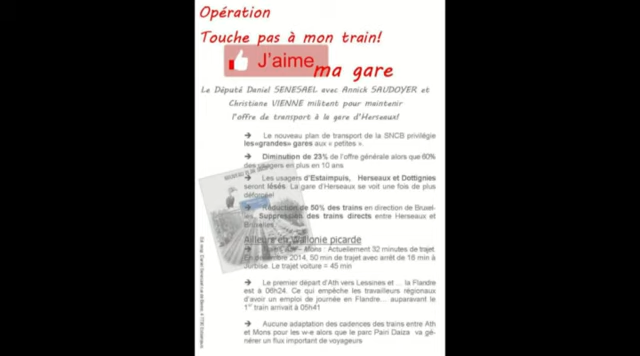 Opération
Touche pas à mon train!
J'aime
ma gare
Le Député Daniel SENESAEL avec Annick SAUDOYER et
Christiane VIENNE militent pour maintenir
l'offre de transport à la gare d'Herseaux!
➔ Le nouveau plan de transport de la SNCB privilégie
les «grandes» gares aux « petites ».
➔ Diminution de 23% de l'offre générale alors que 60%
des usagers en plus en 10 ans
➔ Les usagers d'Estaimpuis, Herseaux et Dottignies
seront lésés. La gare d'Herseaux se voit une fois de plus
➔ Réduction de 50% des trains en direction de Bruxel-
les. Suppression des trains directs entre Herseaux et
Bruxelles
Ailleurs en Wallonie picarde
➔ Mons : Actuellement 32 minutes de trajet
En décembre 2014, 50 min de trajet avec arrêt de 16 min à
Jurbise. Le trajet voiture = 45 min
➔ Le premier départ d'Ath vers Lessines et … la Flandre
est à 06h24. Ce qui empêche les travailleurs régionaux
d'avoir un emploi de journée en Flandre… auparavant le
1er train arrivait à 05h41
➔ Aucune adaptation des cadences des trains entre Ath
et Mons pour les w-e alors que le parc Pairi Daiza va gé-
nérer un flux important de voyageurs